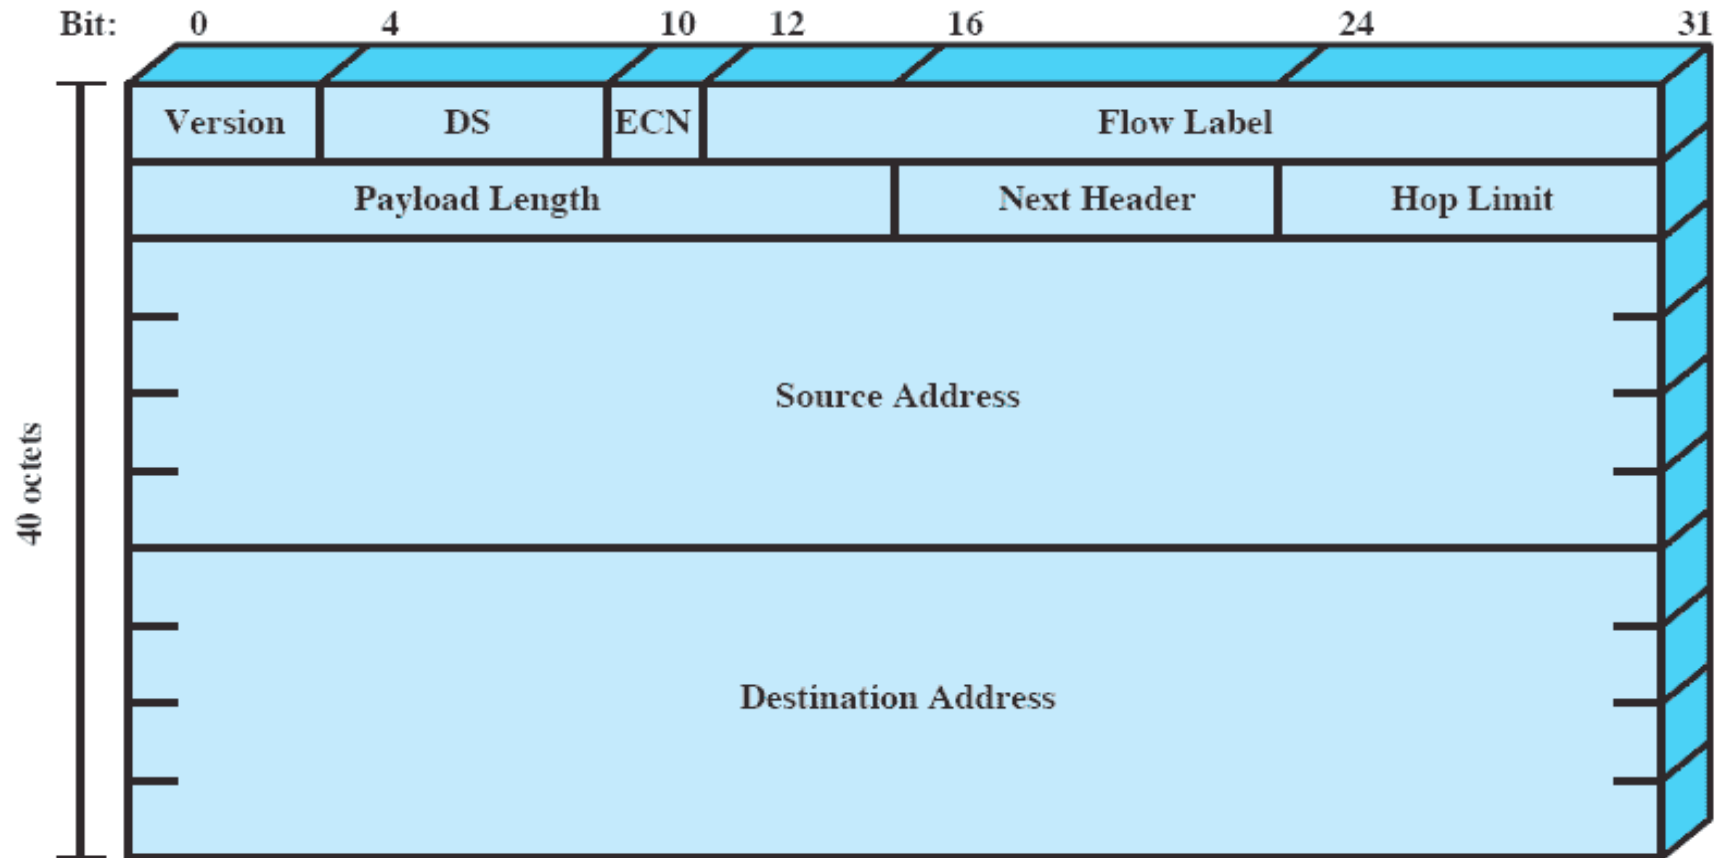 Bit: 0 4 10 12 16 24 31
Version DS ECN Flow Label
Payload Length Next Header Hop Limit
Source Address
40 octets
Destination Address